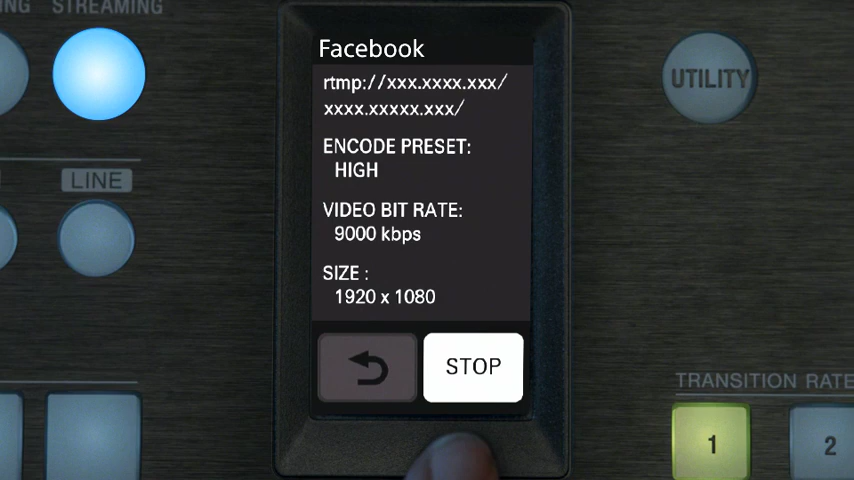 STREAMING
Facebook
rtmp://xxx.xxxx.xxx/
xxxx.xxxxx.xxx/
UTILITY
ENCODE PRESET:
HIGH
LINE
VIDEO BIT RATE:
9000 kbps
SIZE :
1920 x 1080
STOP
TRANSITION RATE
1
2